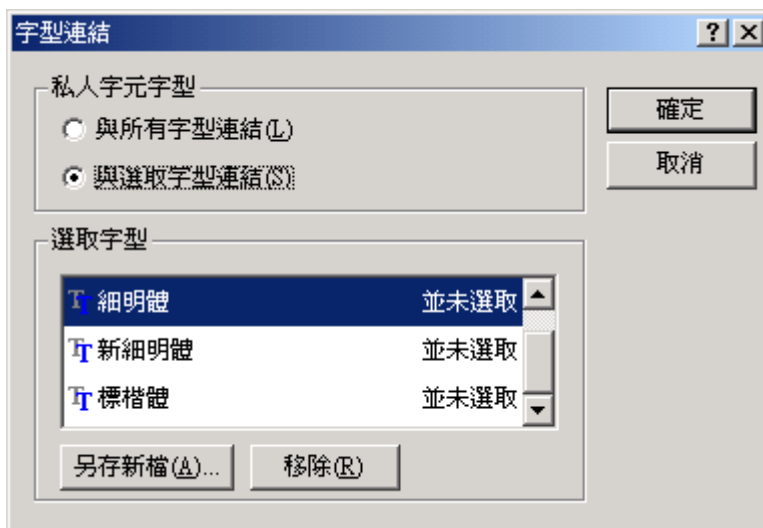 字型連結
私人字元字型
與所有字型連結(L)
與選取字型連結(S)
確定
取消
選取字型
細明體 並未選取
新細明體 並未選取
標楷體 並未選取
另存新檔(A)... 移除(R)